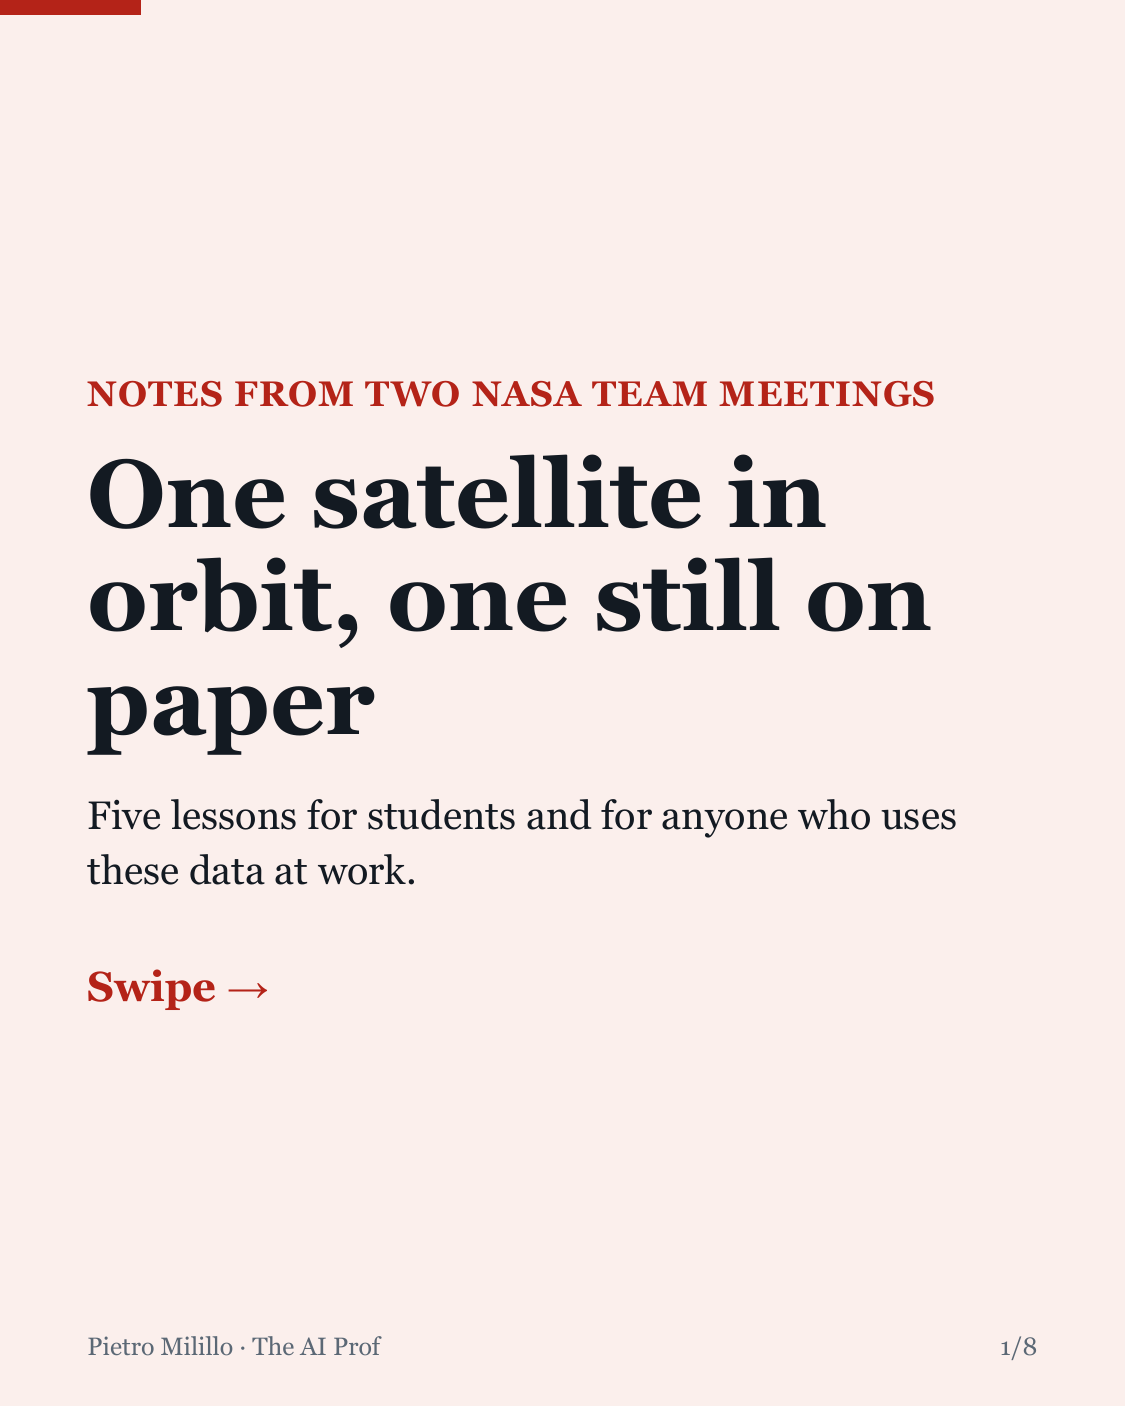 NOTES FROM TWO NASA TEAM MEETINGS
One satellite in
orbit, one still on
paper
Five lessons for students and for anyone who uses
these data at work.
Swipe →
Pietro Milillo · The AI Prof
1/8